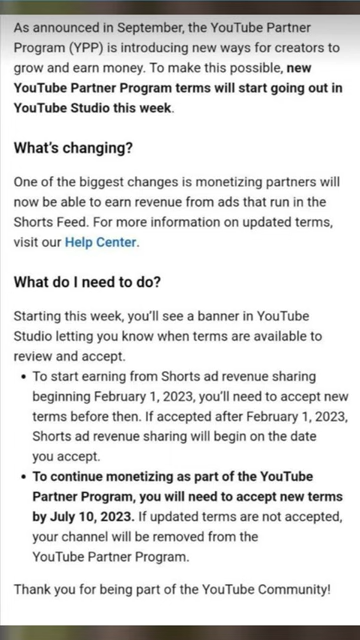 As announced in September, the YouTube Partner
Program (YPP) is introducing new ways for creators to
grow and earn money. To make this possible, new
YouTube Partner Program terms will start going out in
YouTube Studio this week.
What's changing?
One of the biggest changes is monetizing partners will
now be able to earn revenue from ads that run in the
Shorts Feed. For more information on updated terms,
visit our Help Center.
What do I need to do?
Starting this week, you'll see a banner in YouTube
Studio letting you know when terms are available to
review and accept.
• To start earning from Shorts ad revenue sharing
beginning February 1, 2023, you'll need to accept new
terms before then. If accepted after February 1, 2023,
Shorts ad revenue sharing will begin on the date
you accept.
• To continue monetizing as part of the YouTube
Partner Program, you will need to accept new terms
by July 10, 2023. If updated terms are not accepted,
your channel will be removed from the
YouTube Partner Program.
Thank you for being part of the YouTube Community!